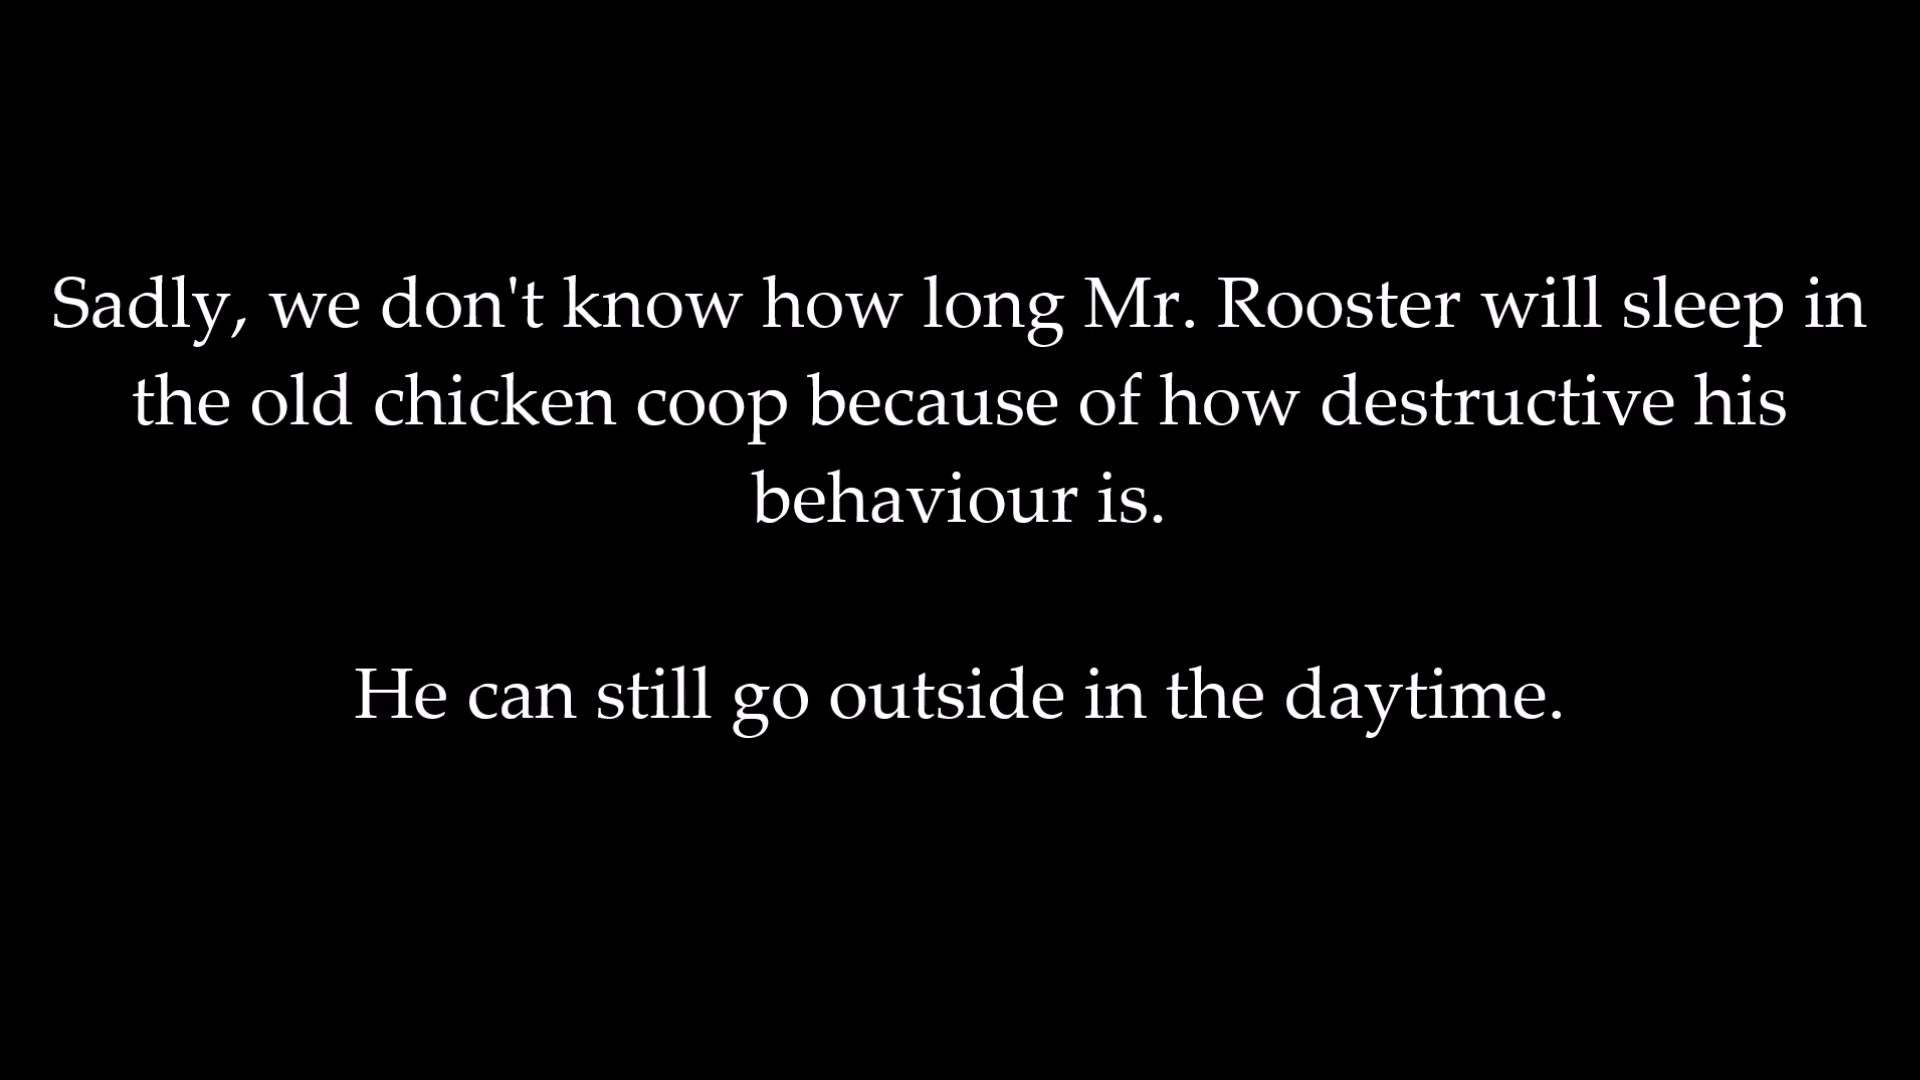 Sadly, we don't know how long Mr. Rooster will sleep in
the old chicken coop because of how destructive his
behaviour is.
He can still go outside in the daytime.